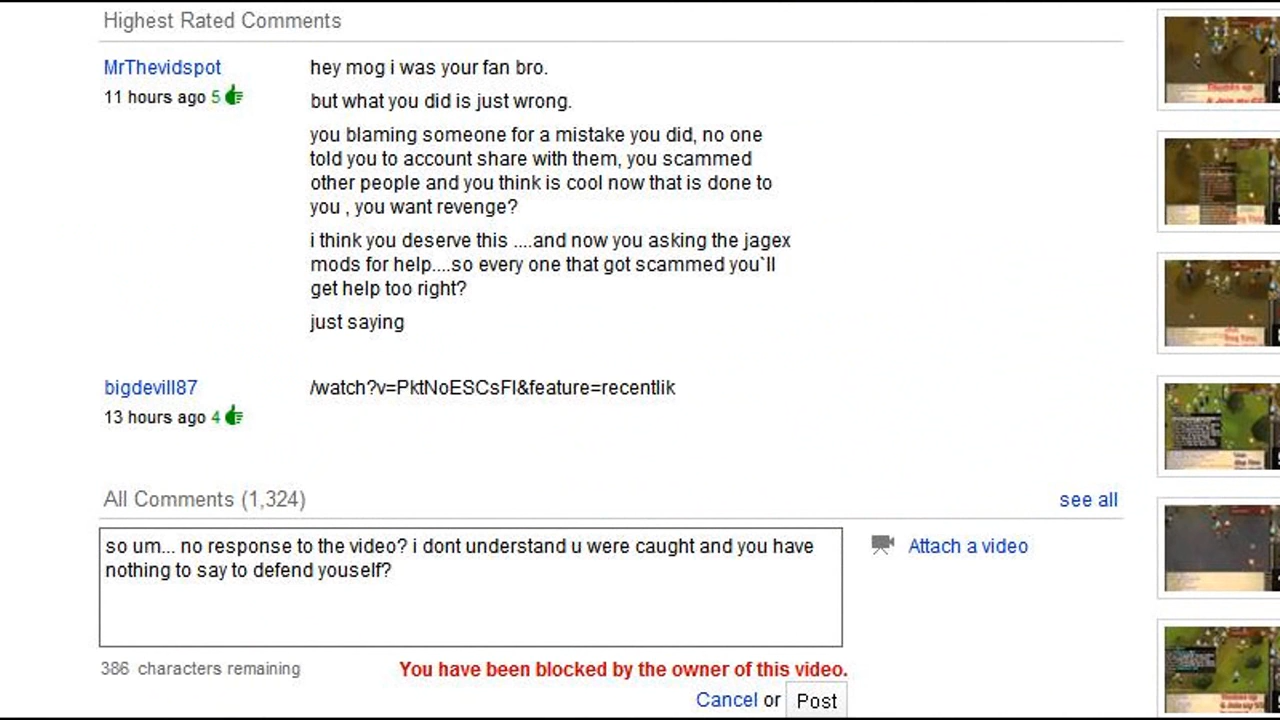 Highest Rated Comments
MrThevidspot
11 hours ago 5
hey mog i was your fan bro.
but what you did is just wrong.
you blaming someone for a mistake you did, no one
told you to account share with them, you scammed
other people and you think is cool now that is done to
you , you want revenge?
i think you deserve this ....and now you asking the jagex
mods for help....so every one that got scammed you`ll
get help too right?
just saying
bigdevill87
13 hours ago 4
/watch?v=PktNoESCsFI&feature=recentlik
All Comments (1,324)
see all
so um... no response to the video? i dont understand u were caught and you have
nothing to say to defend youself?
Attach a video
386 characters remaining
You have been blocked by the owner of this video.
Cancel or Post